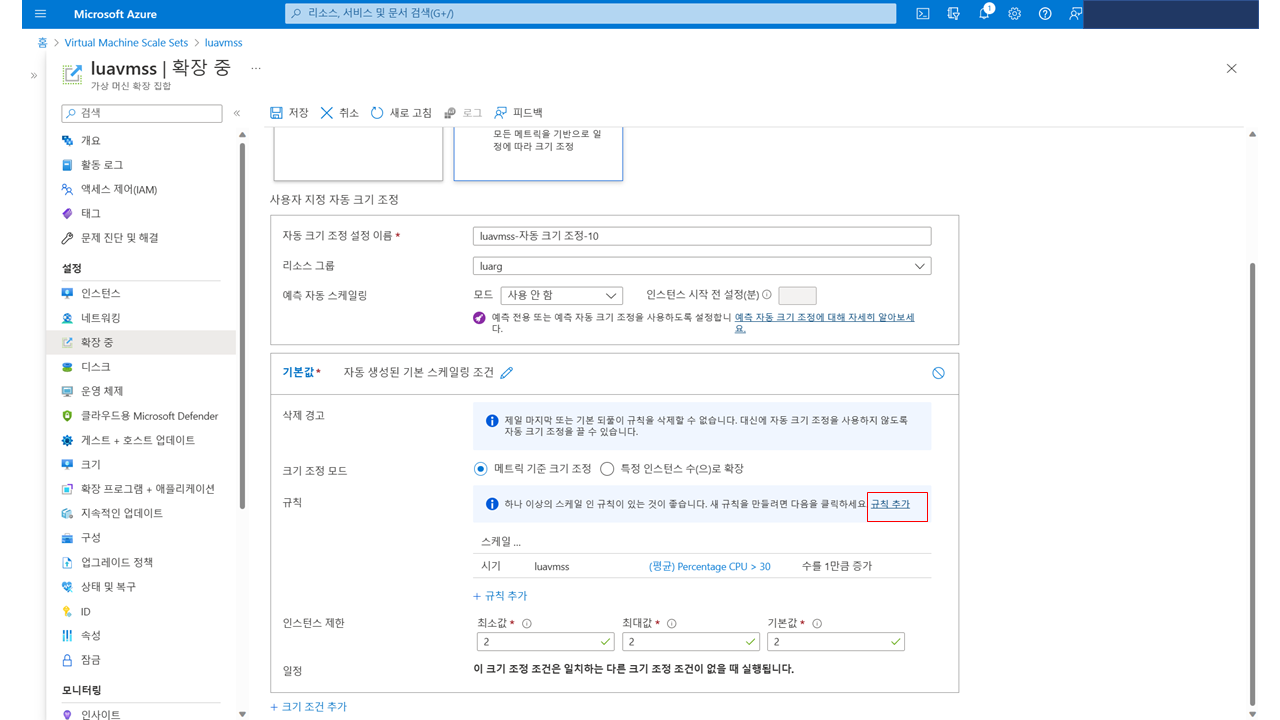 Microsoft Azure
리소스, 서비스 및 문서 검색(G+/)
1
홈 > Virtual Machine Scale Sets > luavmss
luavmss | 확장 중 ...
가상 머신 확장 집합
검색
저장 취소 새로 고침 로그 피드백
개요
활동 로그
액세스 제어(IAM)
태그
문제 진단 및 해결
설정
인스턴스
네트워킹
확장 중
디스크
운영 체제
클라우드용 Microsoft Defender
게스트 + 호스트 업데이트
크기
확장 프로그램 + 애플리케이션
지속적인 업데이트
구성
업그레이드 정책
상태 및 복구
ID
속성
잠금
모니터링
인사이트
모든 메트릭을 기반으로 일
정에 따라 크기 조정
사용자 지정 자동 크기 조정
자동 크기 조정 설정 이름 *
luavmss-자동 크기 조정-10
리소스 그룹
luarg
예측 자동 스케일링
모드 사용 안 함 인스턴스 시작 전 설정(분)
예측 전용 또는 예측 자동 크기 조정을 사용하도록 설정합니 예측 자동 크기 조정에 대해 자세히 알아보세
다. 요.
기본값* 자동 생성된 기본 스케일링 조건
삭제 경고
제일 마지막 또는 기본 되풀이 규칙을 삭제할 수 없습니다. 대신에 자동 크기 조정을 사용하지 않도록
자동 크기 조정을 끌 수 있습니다.
크기 조정 모드
메트릭 기준 크기 조정 특정 인스턴스 수(으)로 확장
규칙
하나 이상의 스케일 인 규칙이 있는 것이 좋습니다. 새 규칙을 만들려면 다음을 클릭하세요 규칙 추가
스케일 ...
시기 luavmss (평균) Percentage CPU > 30 수를 1만큼 증가
+ 규칙 추가
인스턴스 제한
최소값 * 최대값 * 기본값 *
2 2 2
일정
이 크기 조정 조건은 일치하는 다른 크기 조정 조건이 없을 때 실행됩니다.
+ 크기 조건 추가